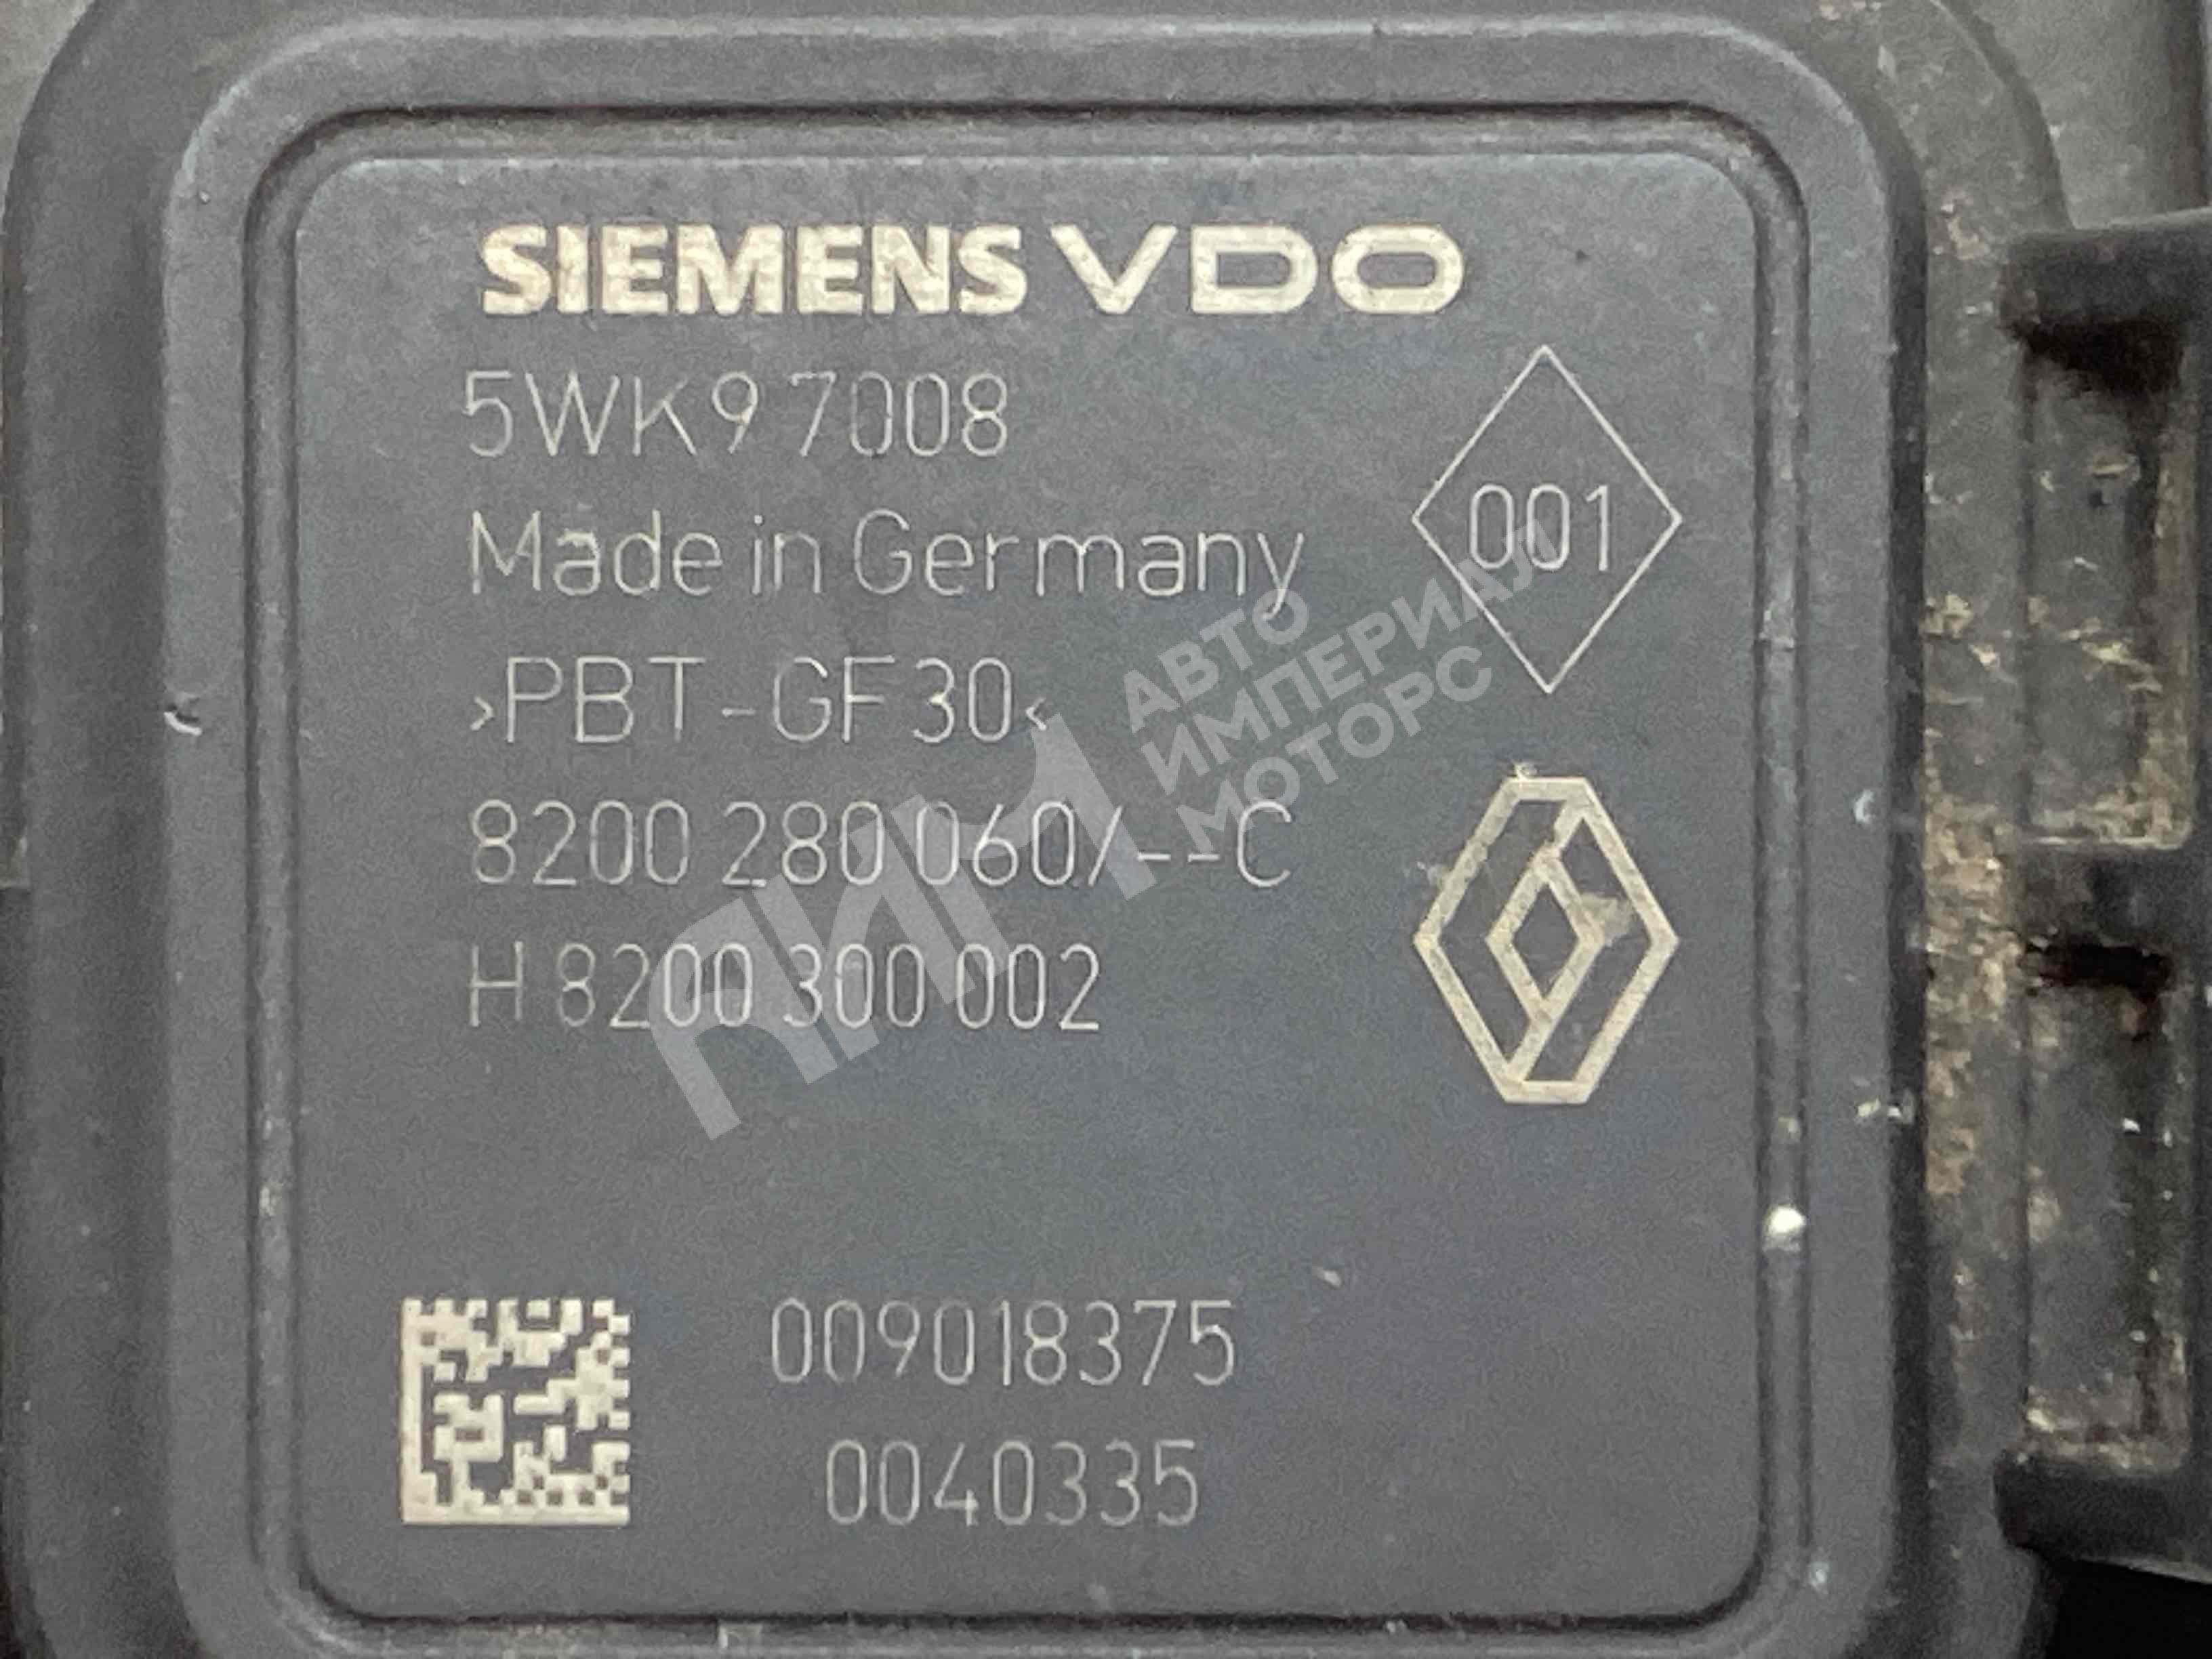 SIEMENS VDO
5WK9 7008
001
Made in Germany
>PBT-GF30<
8200 280 060/--C
H 8200 300 002
АИМ
АВТО
ИМПЕРИАЛ
МОТОРС
009018375
0040335